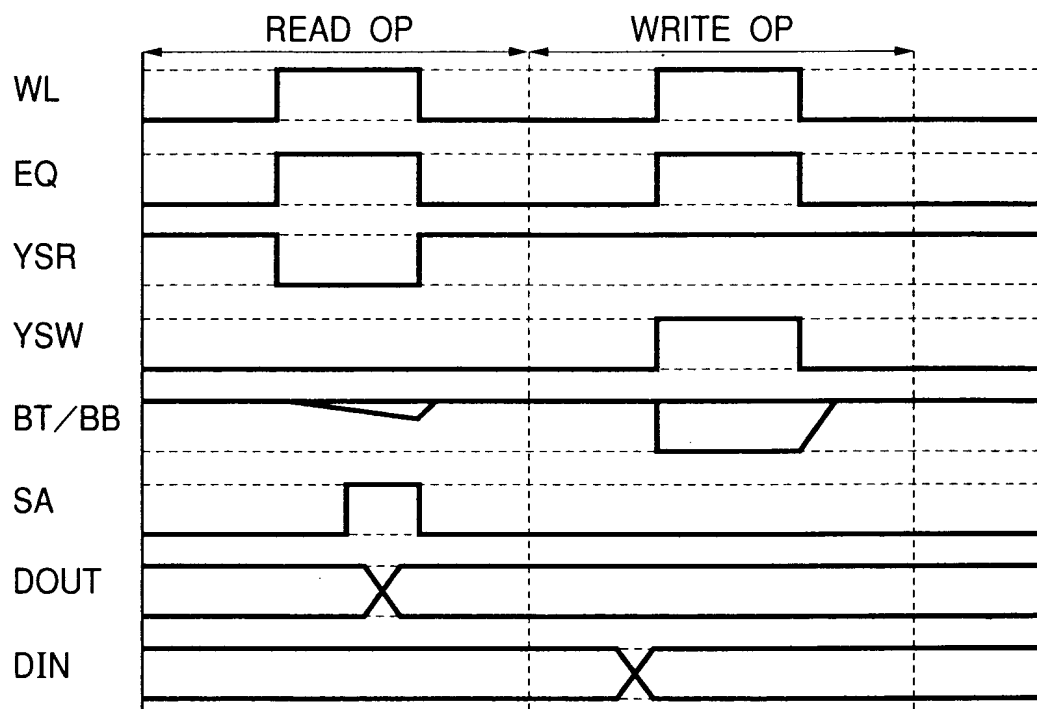 READ OP WRITE OP
WL
EQ
YSR
YSW
BT/BB
SA
DOUT
DIN